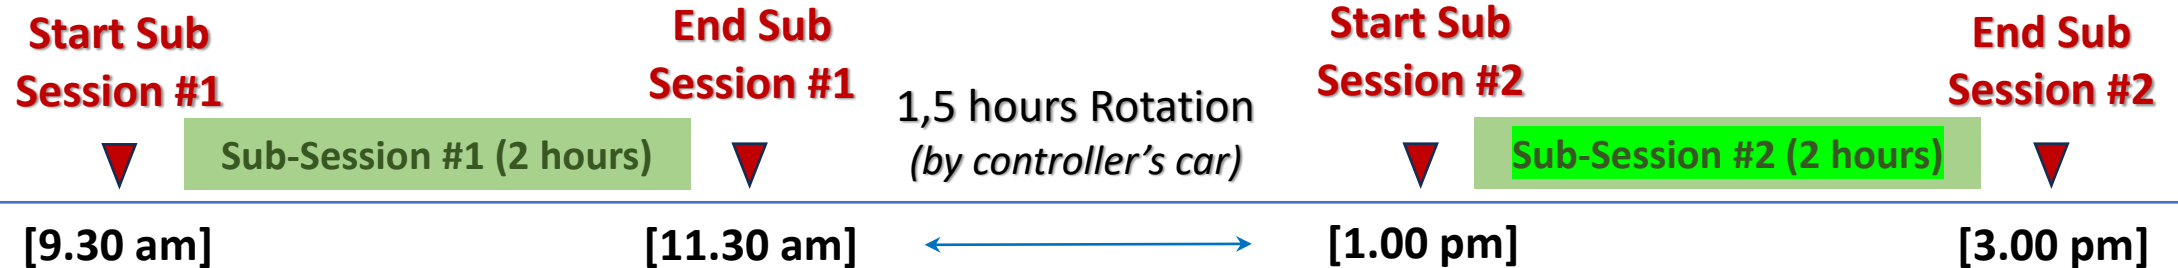 Start Sub
Session #1
End Sub
Session #1
Start Sub
Session #2
End Sub
Session #2
Sub-Session #1 (2 hours)
1,5 hours Rotation
(by controller's car)
Sub-Session #2 (2 hours)
[9.30 am]
[11.30 am]
[1.00 pm]
[3.00 pm]